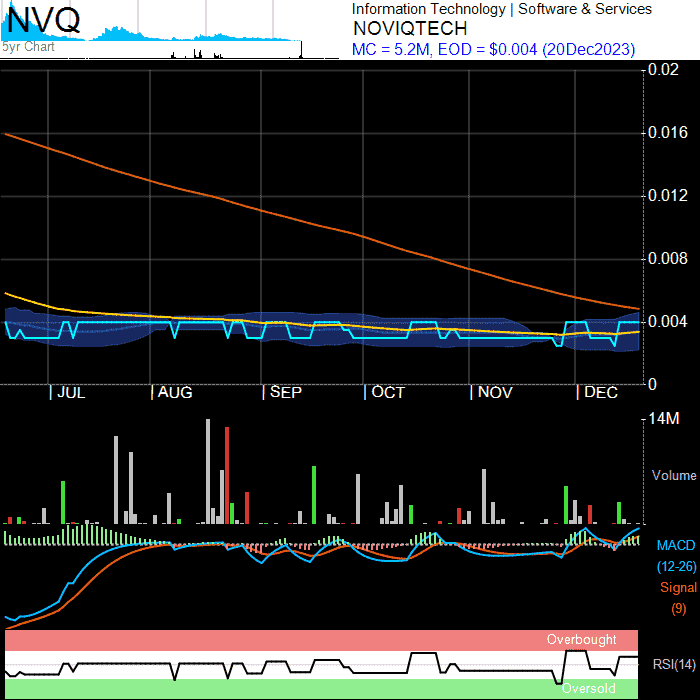 NVQ
5yr Chart
Information Technology | Software & Services
NOVIQTECH
MC = 5.2M, EOD = $0.004 (20Dec2023)
0.02
0.016
0.012
0.008
0.004
0
| JUL | AUG | SEP | OCT | NOV | DEC
14M
Volume
MACD
(12-26)
Signal
(9)
Overbought
RSI(14)
Oversold